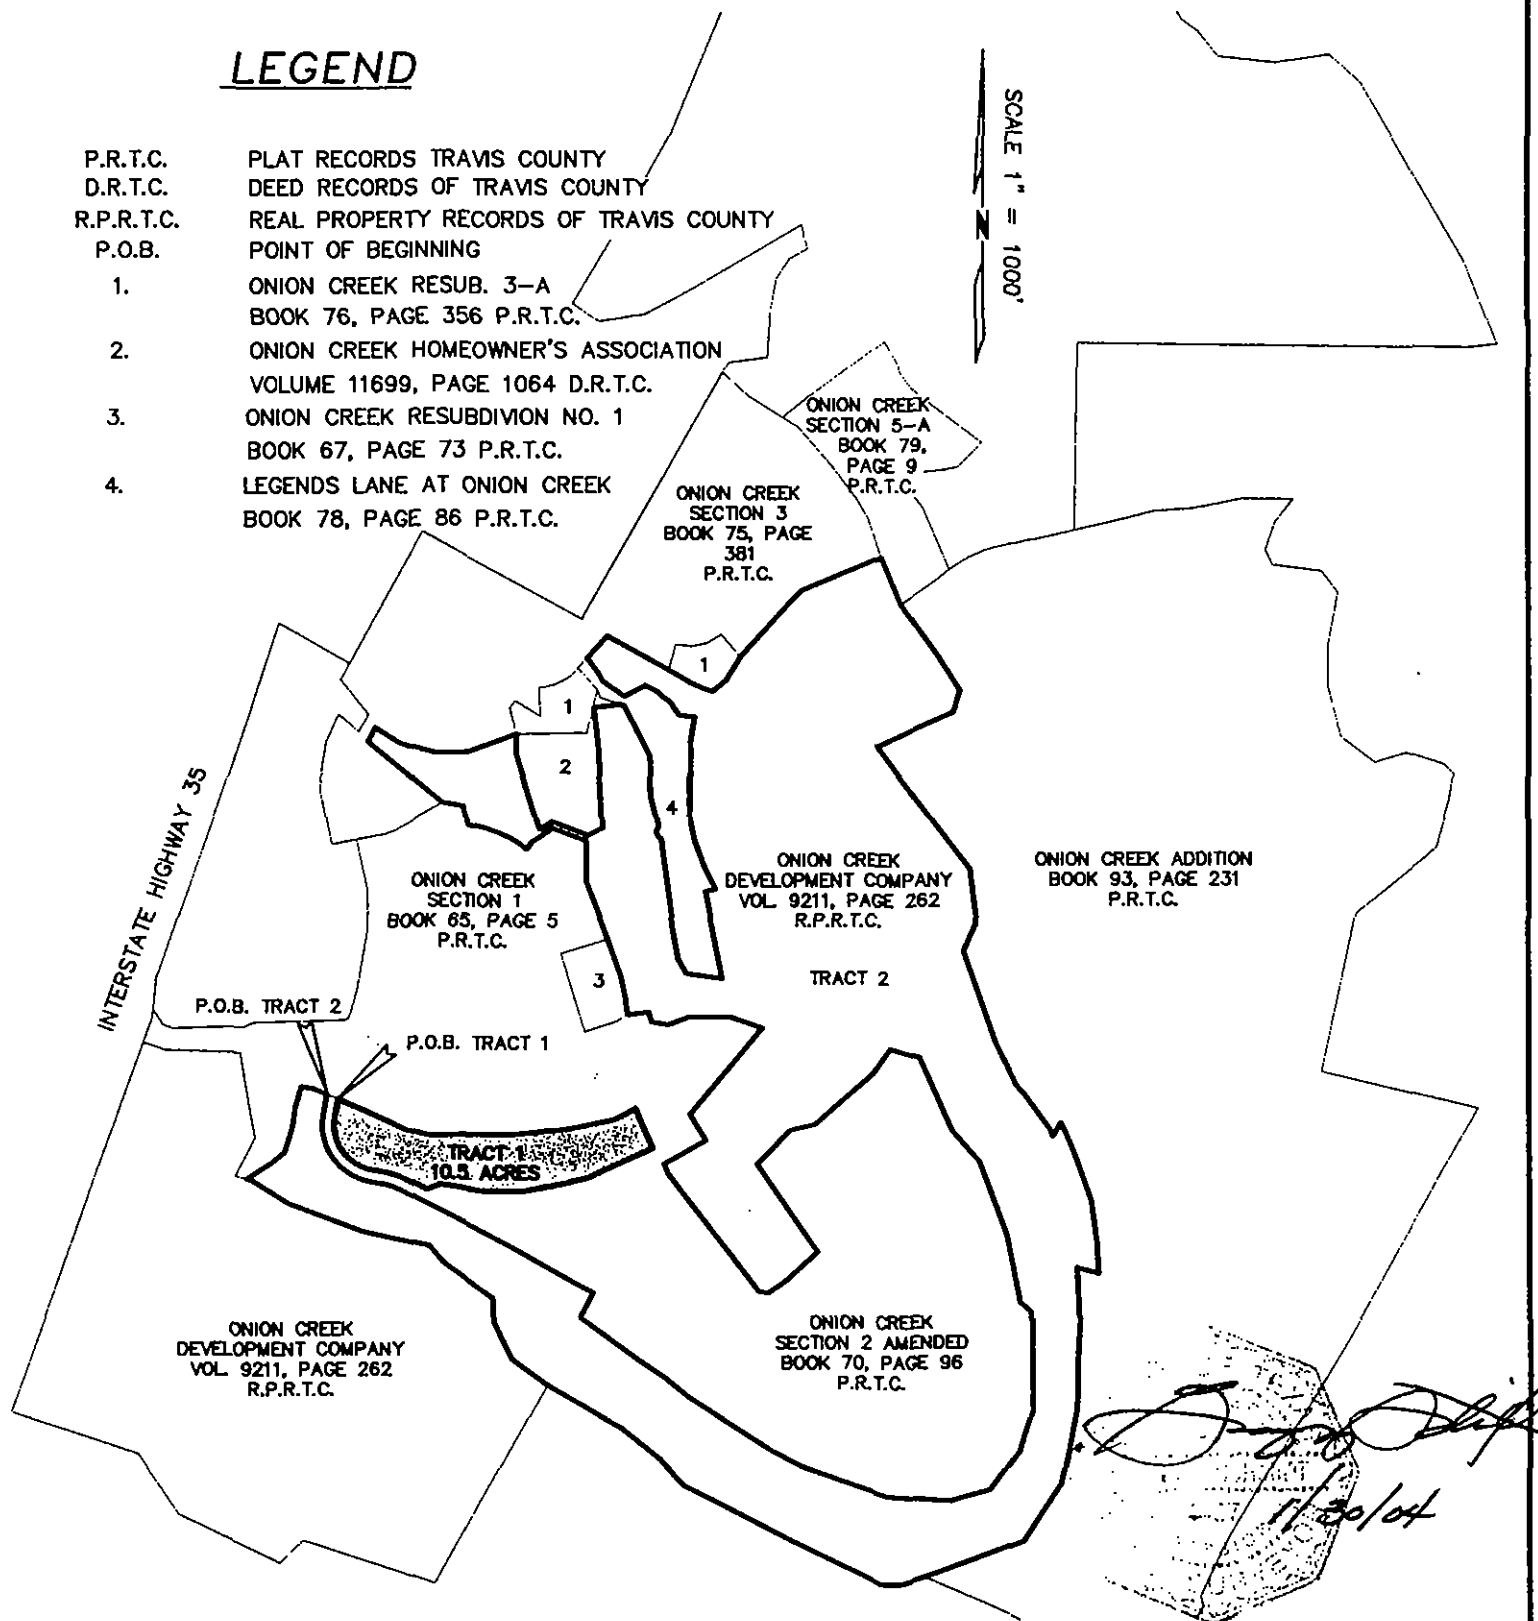 LEGEND
P.R.T.C. PLAT RECORDS TRAVIS COUNTY
D.R.T.C. DEED RECORDS OF TRAVIS COUNTY
R.P.R.T.C. REAL PROPERTY RECORDS OF TRAVIS COUNTY
P.O.B. POINT OF BEGINNING
1. ONION CREEK RESUB. 3-A
BOOK 76, PAGE 356 P.R.T.C.
2. ONION CREEK HOMEOWNER'S ASSOCIATION
VOLUME 11699, PAGE 1064 D.R.T.C.
3. ONION CREEK RESUBDIVION NO. 1
BOOK 67, PAGE 73 P.R.T.C.
4. LEGENDS LANE AT ONION CREEK
BOOK 78, PAGE 86 P.R.T.C.
SCALE 1" = 1000'
N
ONION CREEK
SECTION 5-A
BOOK 79,
PAGE 9
P.R.T.C.
ONION CREEK
SECTION 3
BOOK 75, PAGE
381
P.R.T.C.
1
1
2
4
INTERSTATE HIGHWAY 35
ONION CREEK
SECTION 1
BOOK 65, PAGE 5
P.R.T.C.
ONION CREEK
DEVELOPMENT COMPANY
VOL 9211, PAGE 262
R.P.R.T.C.
TRACT 2
ONION CREEK ADDITION
BOOK 93, PAGE 231
P.R.T.C.
3
P.O.B. TRACT 2
P.O.B. TRACT 1
TRACT 1
10.5 ACRES
ONION CREEK
DEVELOPMENT COMPANY
VOL 9211, PAGE 262
R.P.R.T.C.
ONION CREEK
SECTION 2 AMENDED
BOOK 70, PAGE 96
P.R.T.C.
11/30/04